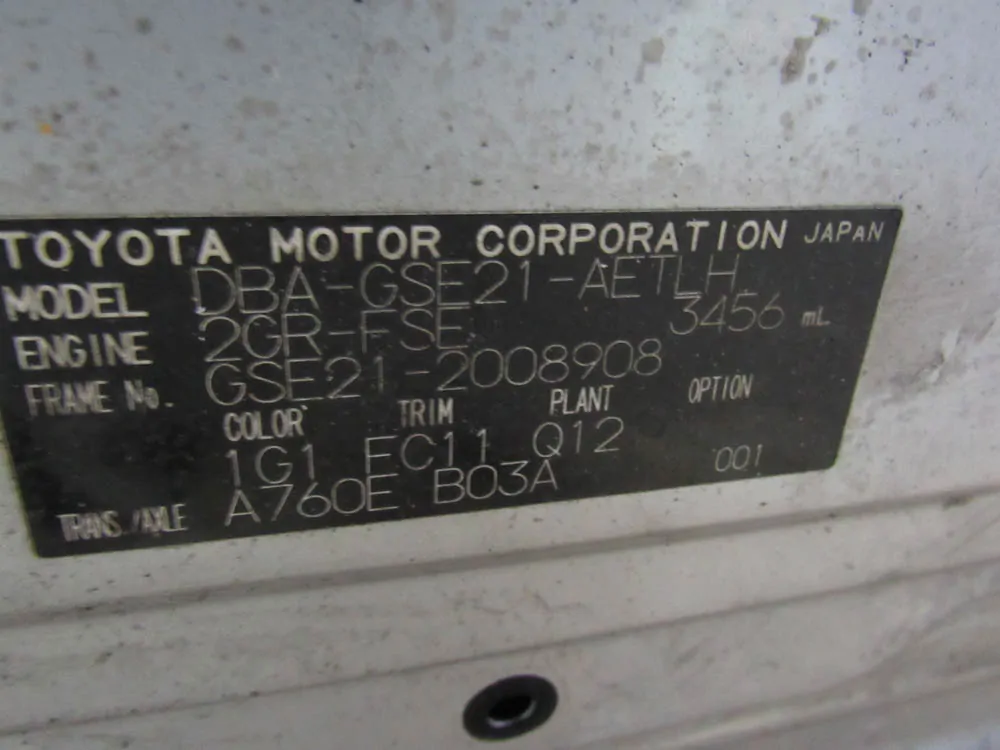 TOYOTA MOTOR CORPORATION JAPAN
MODEL DBA-GSE21-AETLH
ENGINE 2GR-FSE 3456 mL
FRAME No. GSE21-2008908
COLOR TRIM PLANT OPTION
1G1 EC11 Q12 001
TRANS./AXLE A760E B03A